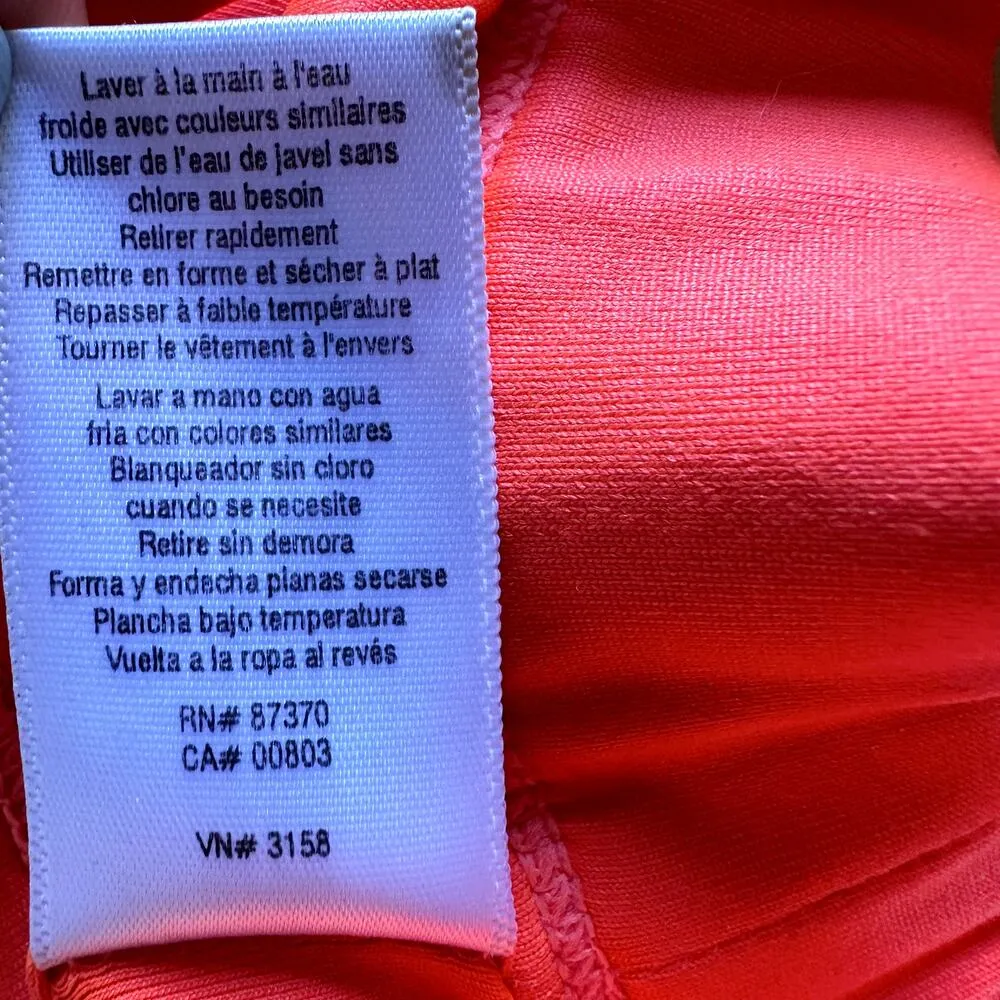 Laver à la main à l'eau
froide avec couleurs similaires
Utiliser de l'eau de javel sans
chlore au besoin
Retirer rapidement
Remettre en forme et sécher à plat
Repasser à faible température
Tourner le vêtement à l'envers
Lavar a mano con agua
fria con colores similares
Blanqueador sin cloro
cuando se necesite
Retire sin demora
Forma y endecha planas secarse
Plancha bajo temperatura
Vuelta a la ropa al revés
RN# 87370
CA# 00803
VN# 3158